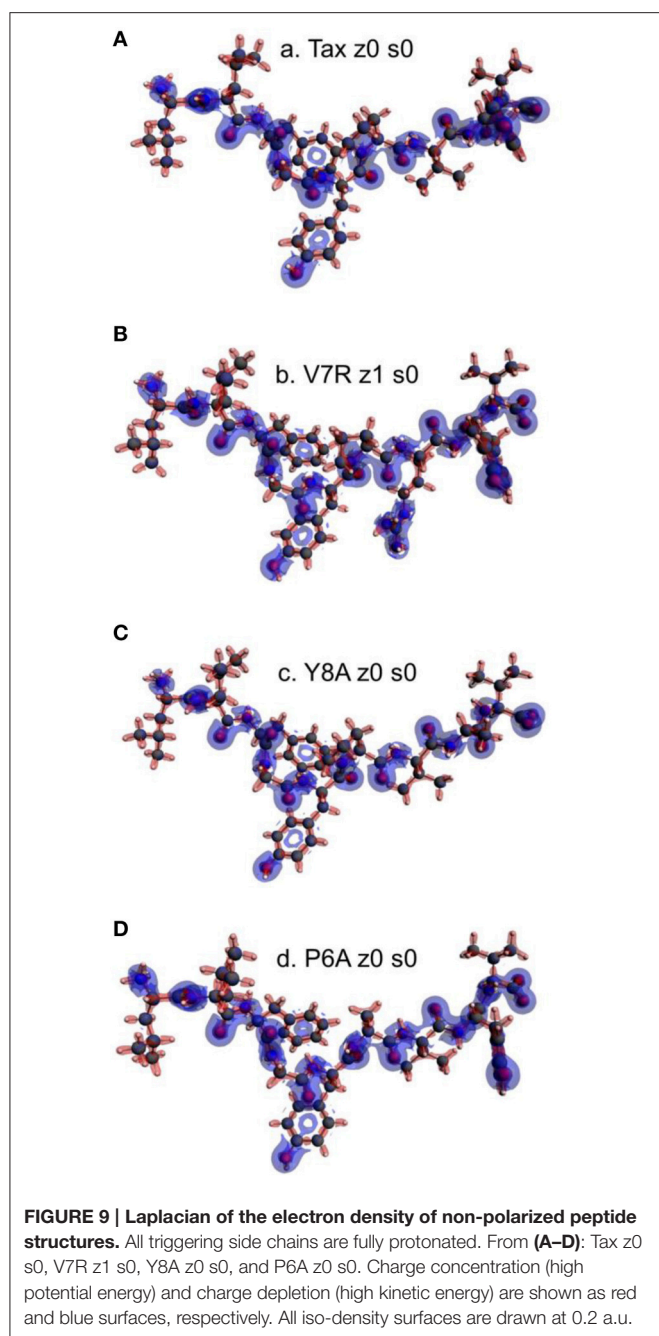 A
a. Tax z0 s0
B
b. V7R z1 s0
C
c. Y8A z0 s0
D
d. P6A z0 s0
FIGURE 9 | Laplacian of the electron density of non-polarized peptide
structures. All triggering side chains are fully protonated. From (A–D): Tax z0
s0, V7R z1 s0, Y8A z0 s0, and P6A z0 s0. Charge concentration (high
potential energy) and charge depletion (high kinetic energy) are shown as red
and blue surfaces, respectively. All iso-density surfaces are drawn at 0.2 a.u.